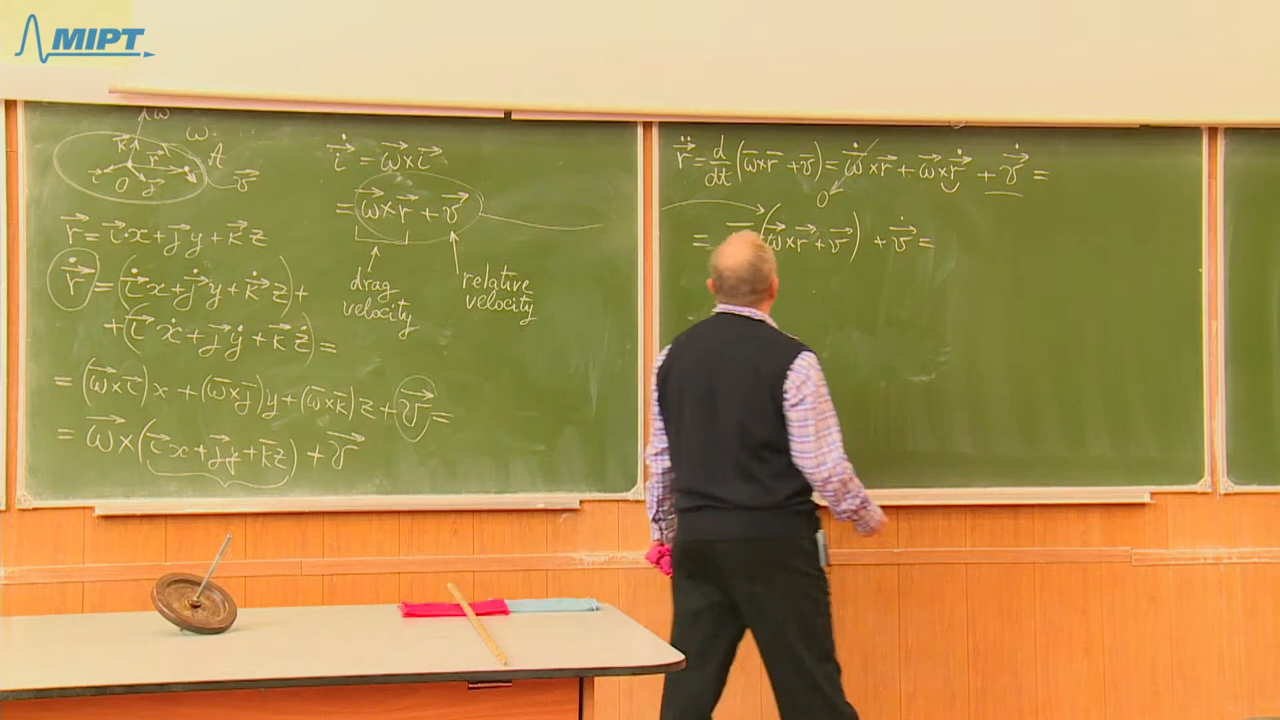 MIPT
ω
ω A
k⃗ r⃗
i⃗ O j⃗ v⃗
r⃗ = i⃗·x + j⃗y + k⃗z
r⃗̇ = (i⃗̇x + j⃗̇y + k⃗̇z) +
+ (i⃗ẋ + j⃗ẏ + k⃗ż) =
= (ω⃗×i⃗)x + (ω⃗×j⃗)y + (ω⃗×k⃗)z + v⃗ =
= ω⃗×(i⃗x + j⃗y + k⃗z) + v⃗
i⃗̇ = ω⃗×i⃗
= ω⃗×r⃗ + v⃗
drag
velocity
relative
velocity
r⃗̈ = d/dt (ω⃗×r⃗ + v⃗) = ω⃗̇×r⃗ + ω⃗×r⃗̇ + v⃗̇ =
0
= (ω⃗×r⃗ + v⃗) + v⃗̇ =